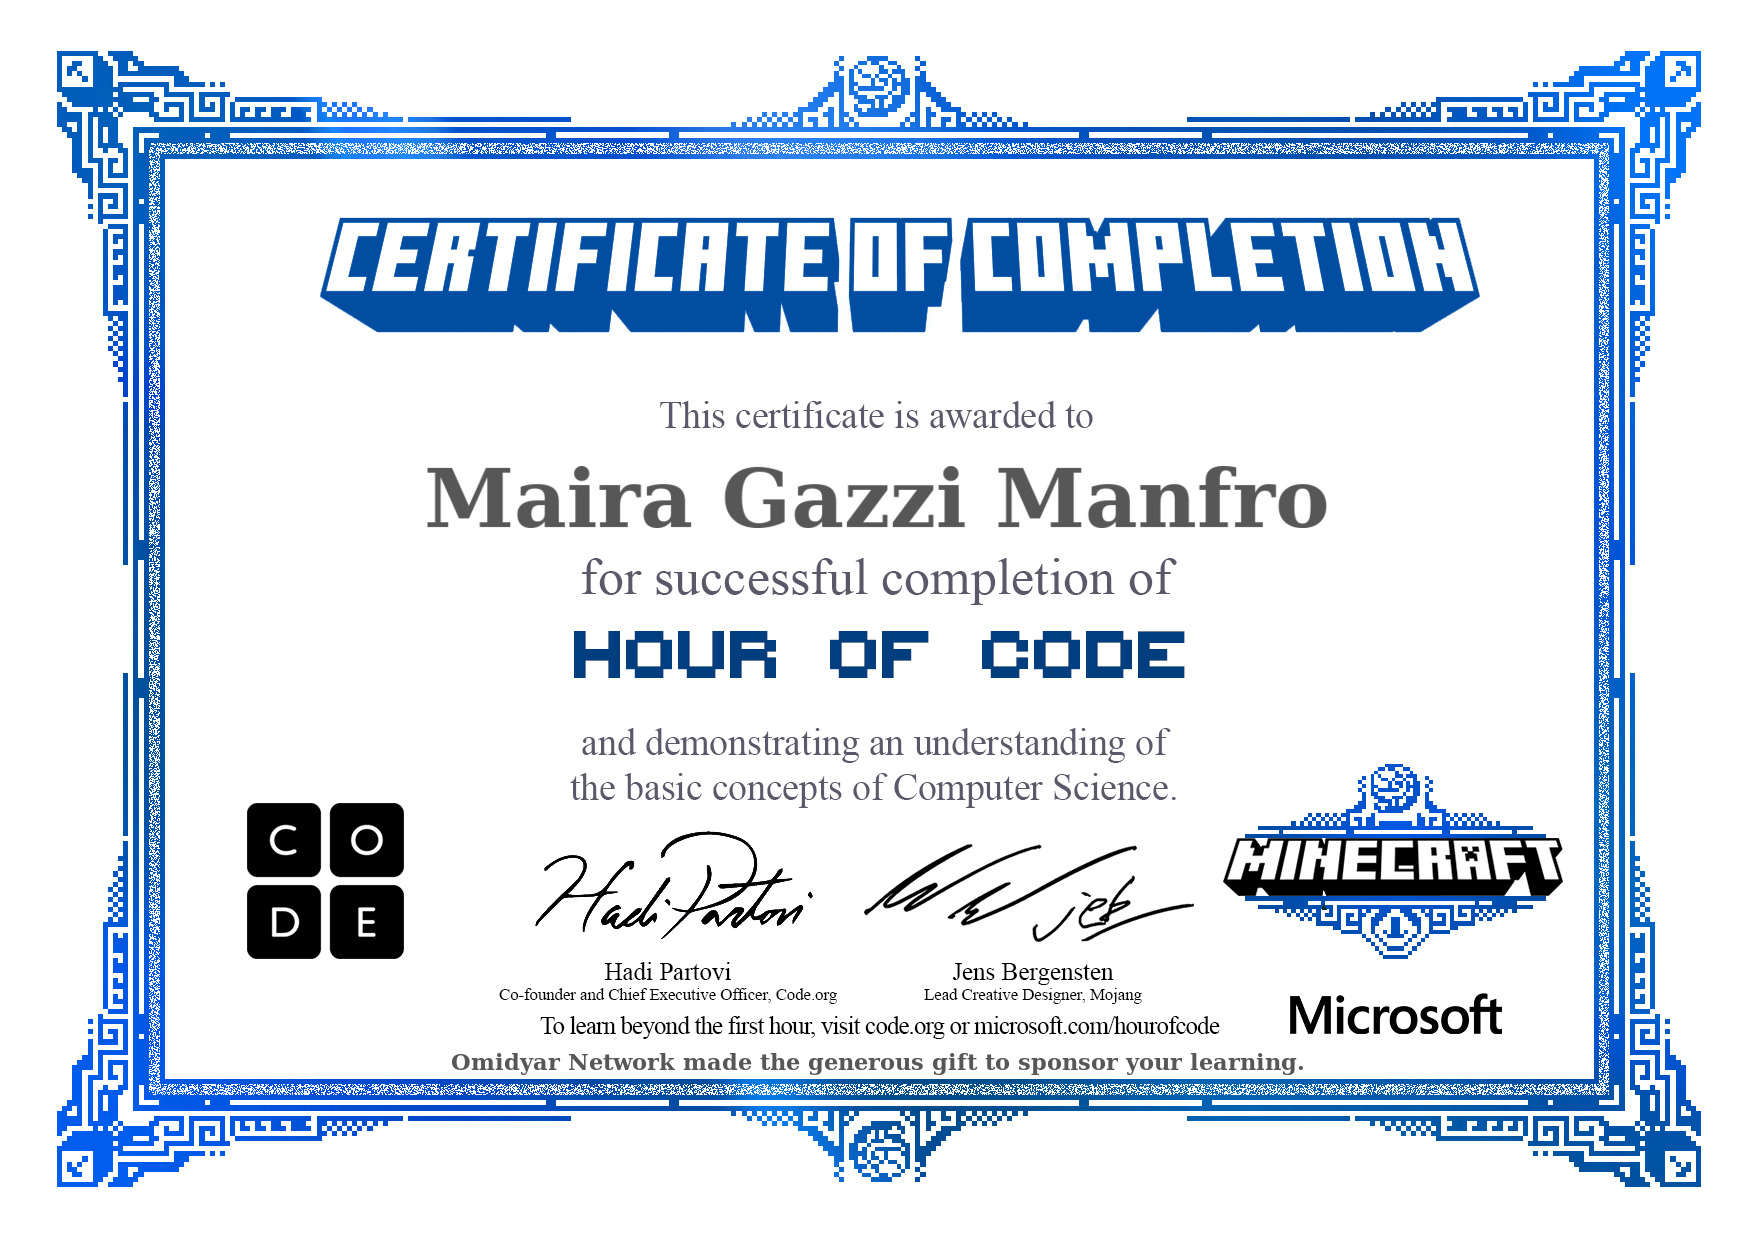 CERTIFICATE OF COMPLETION
This certificate is awarded to
Maira Gazzi Manfro
for successful completion of
HOUR OF CODE
and demonstrating an understanding of
the basic concepts of Computer Science.
C O
D E
Hadi Partovi
jeb
MINECRAFT
Hadi Partovi
Co-founder and Chief Executive Officer, Code.org
Jens Bergensten
Lead Creative Designer, Mojang
Microsoft
To learn beyond the first hour, visit code.org or microsoft.com/hourofcode
Omidyar Network made the generous gift to sponsor your learning.